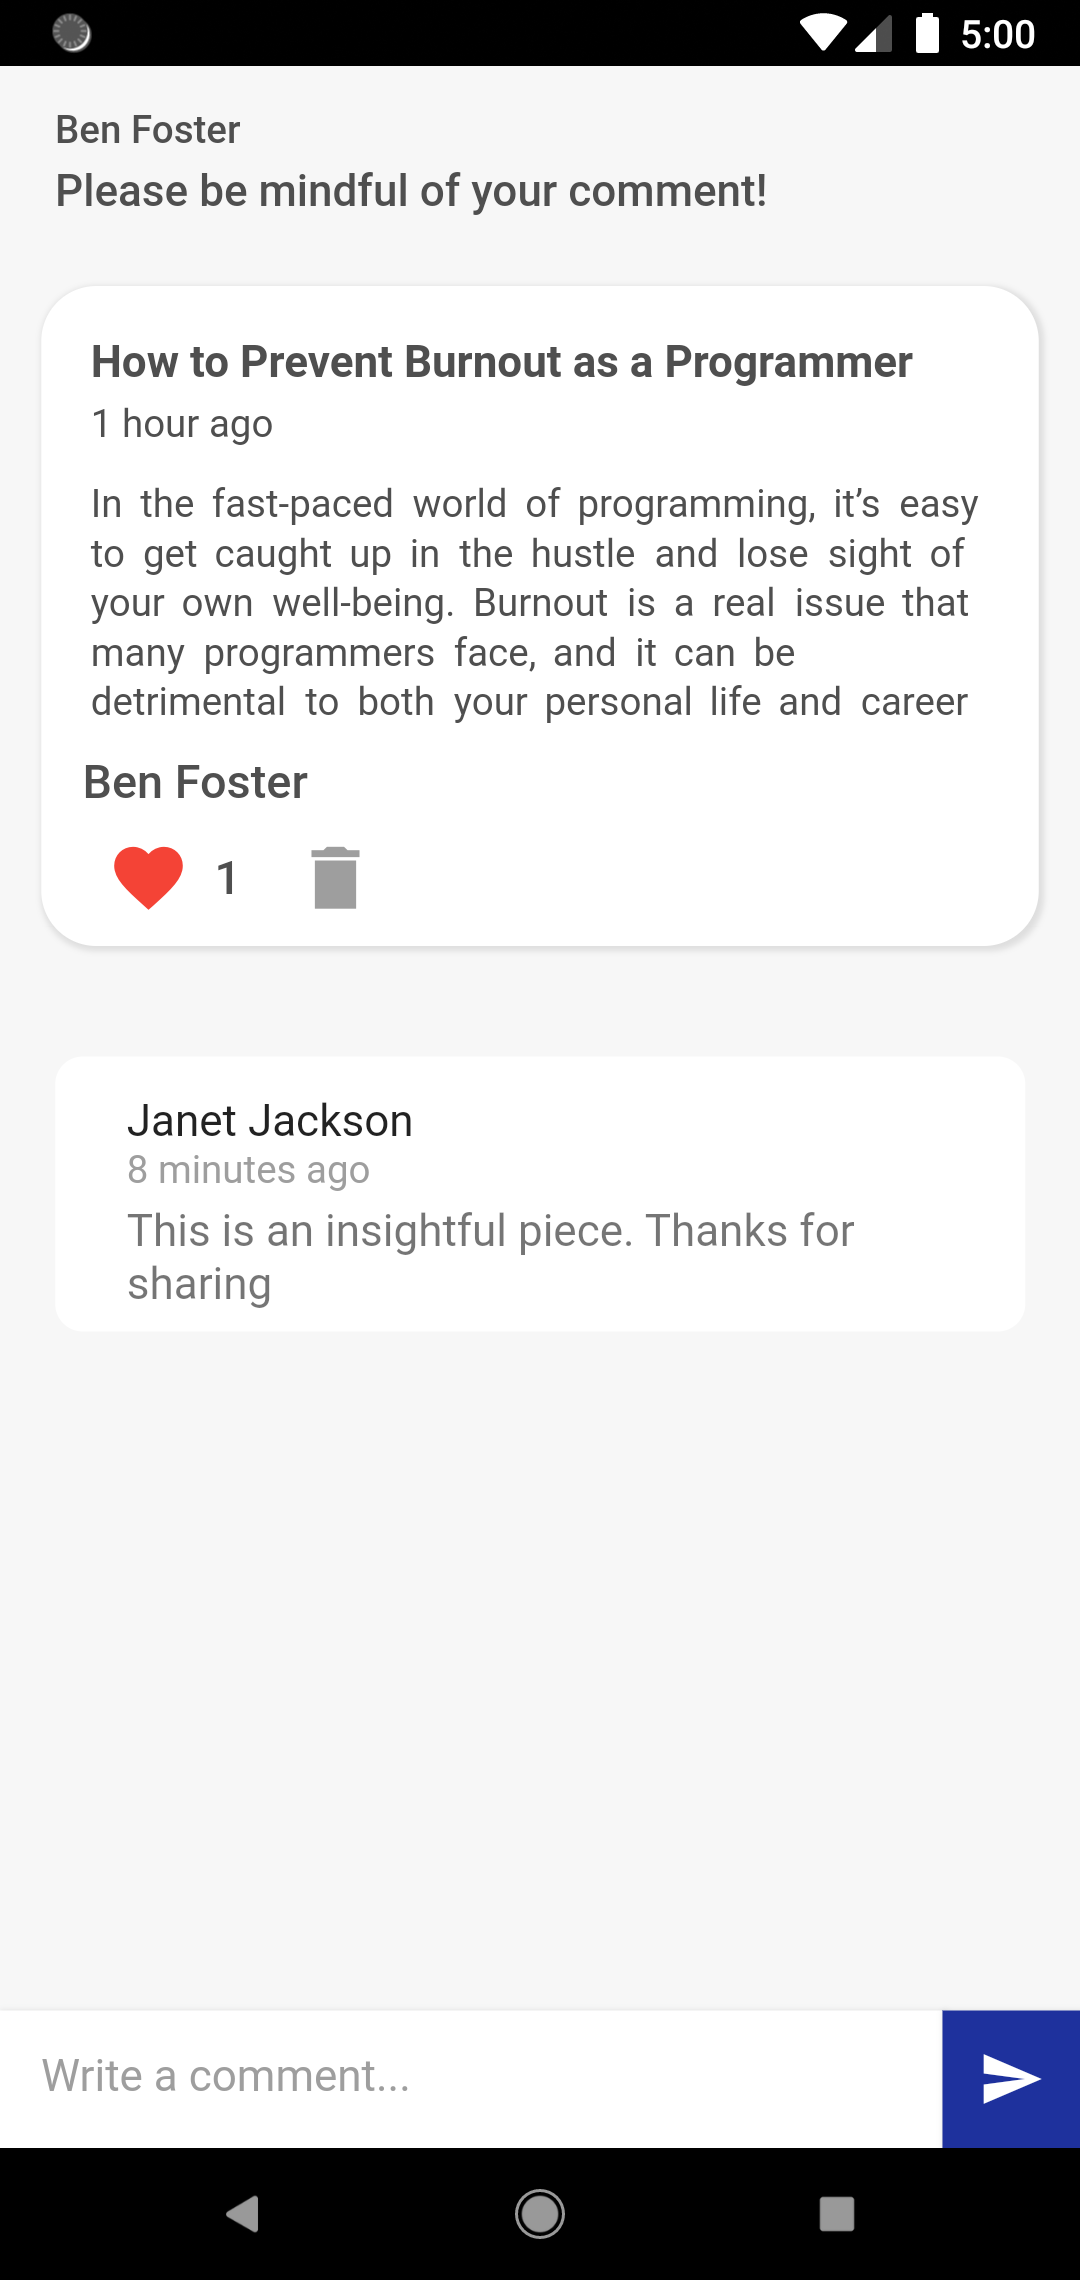 5:00
Ben Foster
Please be mindful of your comment!
How to Prevent Burnout as a Programmer
1 hour ago
In the fast-paced world of programming, it’s easy
to get caught up in the hustle and lose sight of
your own well-being. Burnout is a real issue that
many programmers face, and it can be
detrimental to both your personal life and career
Ben Foster
1
Janet Jackson
8 minutes ago
This is an insightful piece. Thanks for
sharing
Write a comment...